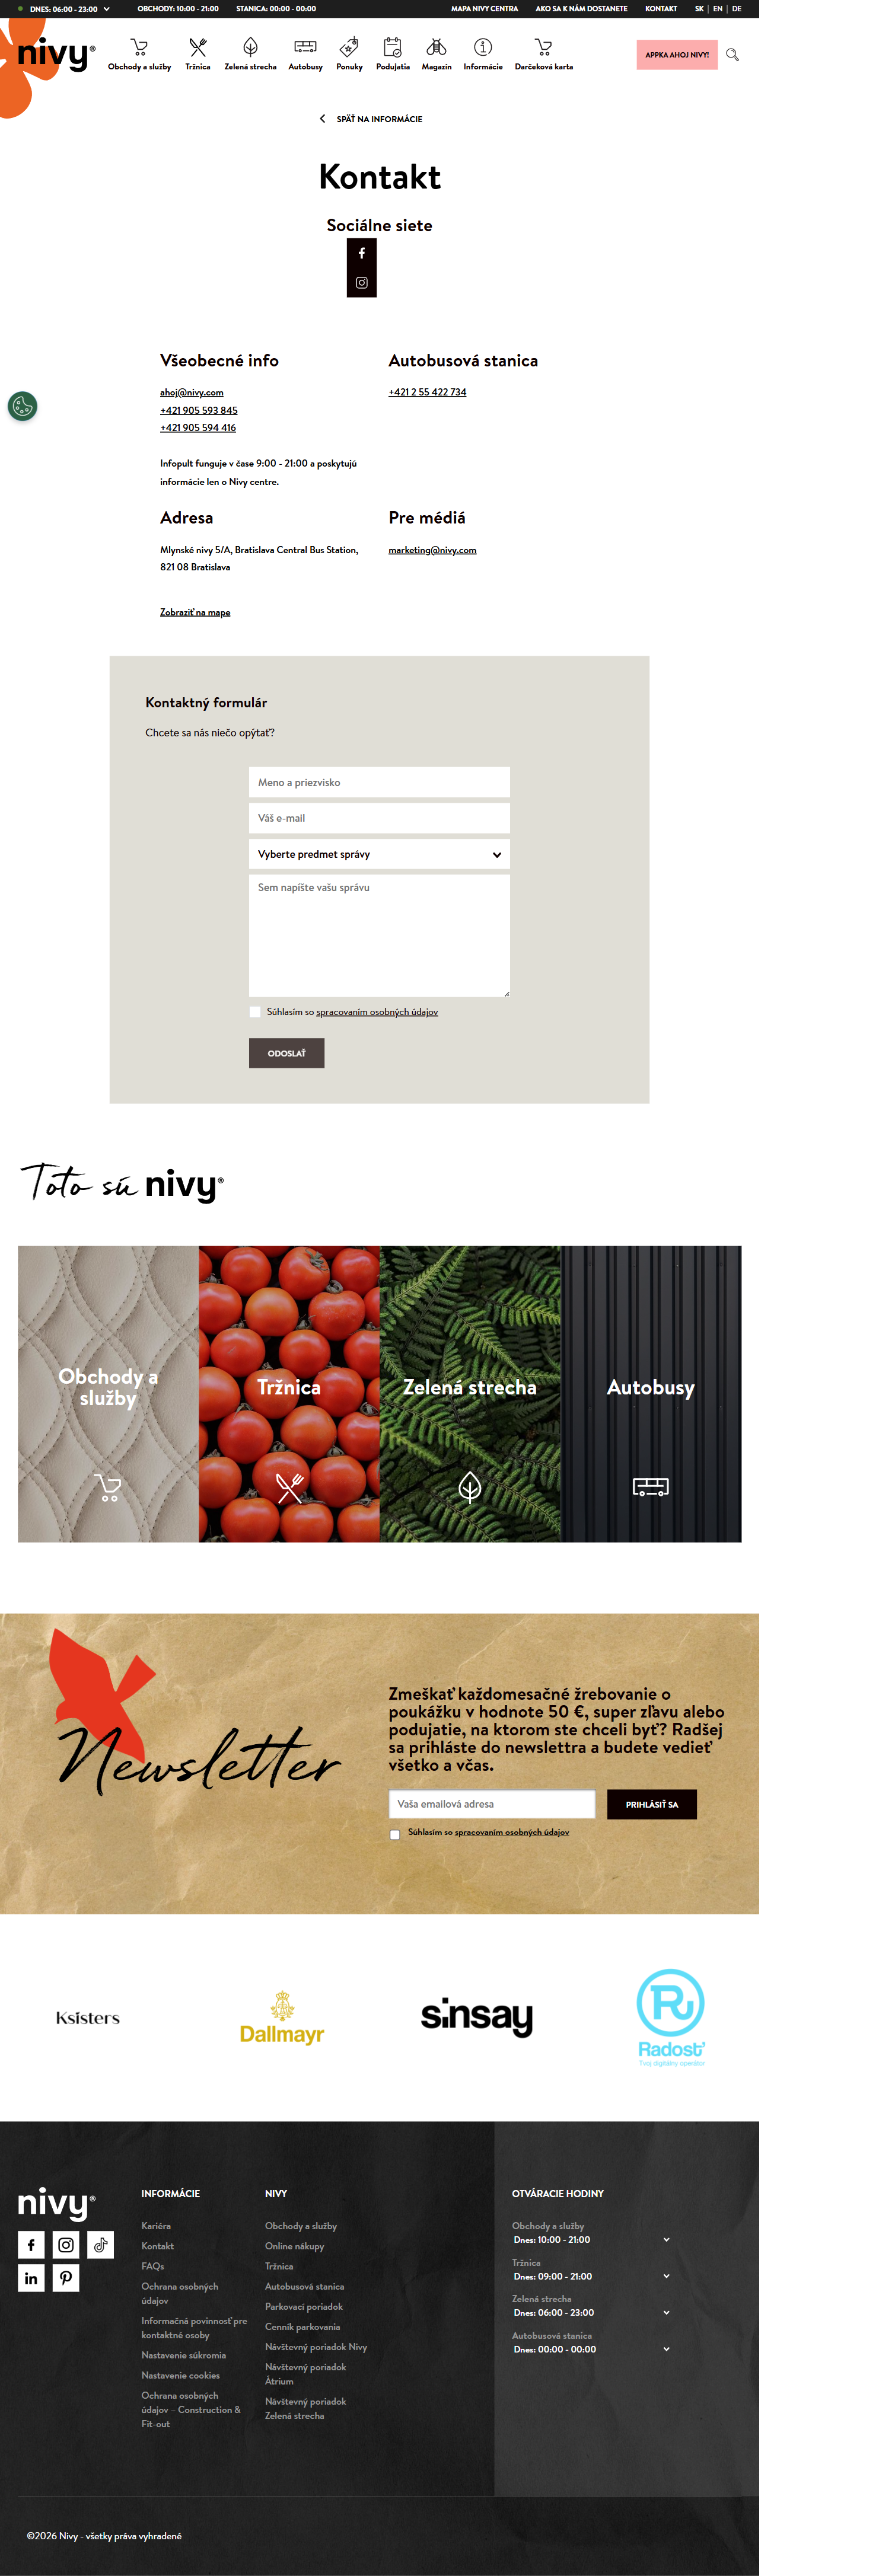 DNES: 06:00 - 23:00
OBCHODY: 10:00 - 21:00
STANICA: 00:00 - 00:00
MAPA NIVY CENTRA
AKO SA K NÁM DOSTANETE
KONTAKT
SK | EN | DE
nivy®
Obchody a služby
Tržnica
Zelená strecha
Autobusy
Ponuky
Podujatia
Magazín
Informácie
Darčeková karta
APPKA AHOJ NIVY!
SPÄŤ NA INFORMÁCIE
Kontakt
Sociálne siete
Všeobecné info
ahoj@nivy.com
+421 905 593 845
+421 905 594 416
Infopult funguje v čase 9:00 - 21:00 a poskytujú
informácie len o Nivy centre.
Autobusová stanica
+421 2 55 422 734
Adresa
Mlynské nivy 5/A, Bratislava Central Bus Station,
821 08 Bratislava
Zobraziť na mape
Pre médiá
marketing@nivy.com
Kontaktný formulár
Chcete sa nás niečo opýtať?
Meno a priezvisko
Váš e-mail
Vyberte predmet správy
Sem napíšte vašu správu
Súhlasím so spracovaním osobných údajov
ODOSLAŤ
Toto sú nivy®
Obchody a
služby
Tržnica
Zelená strecha
Autobusy
Newsletter
Zmeškať každomesačné žrebovanie o
poukážku v hodnote 50 €, super zľavu alebo
podujatie, na ktorom ste chceli byť? Radšej
sa prihláste do newslettra a budete vedieť
všetko a včas.
Vaša emailová adresa
PRIHLÁSIŤ SA
Súhlasím so spracovaním osobných údajov
Ksisters
Dallmayr
sinsay
Radosť
Tvoj digitálny operátor
nivy®
INFORMÁCIE
Kariéra
Kontakt
FAQs
Ochrana osobných
údajov
Informačná povinnosť pre
kontaktné osoby
Nastavenie súkromia
Nastavenie cookies
Ochrana osobných
údajov – Construction &
Fit-out
NIVY
Obchody a služby
Online nákupy
Tržnica
Autobusová stanica
Parkovací poriadok
Cenník parkovania
Návštevný poriadok Nivy
Návštevný poriadok
Átrium
Návštevný poriadok
Zelená strecha
OTVÁRACIE HODINY
Obchody a služby
Dnes: 10:00 - 21:00
Tržnica
Dnes: 09:00 - 21:00
Zelená strecha
Dnes: 06:00 - 23:00
Autobusová stanica
Dnes: 00:00 - 00:00
©2026 Nivy - všetky práva vyhradené